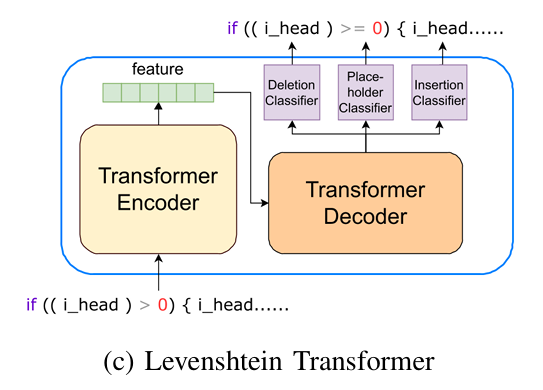 if (( i_head ) >= 0) { i_head......
feature
Deletion
Classifier
Place-
holder
Classifier
Insertion
Classifier
Transformer
Encoder
Transformer
Decoder
if (( i_head ) > 0) { i_head......
(c) Levenshtein Transformer